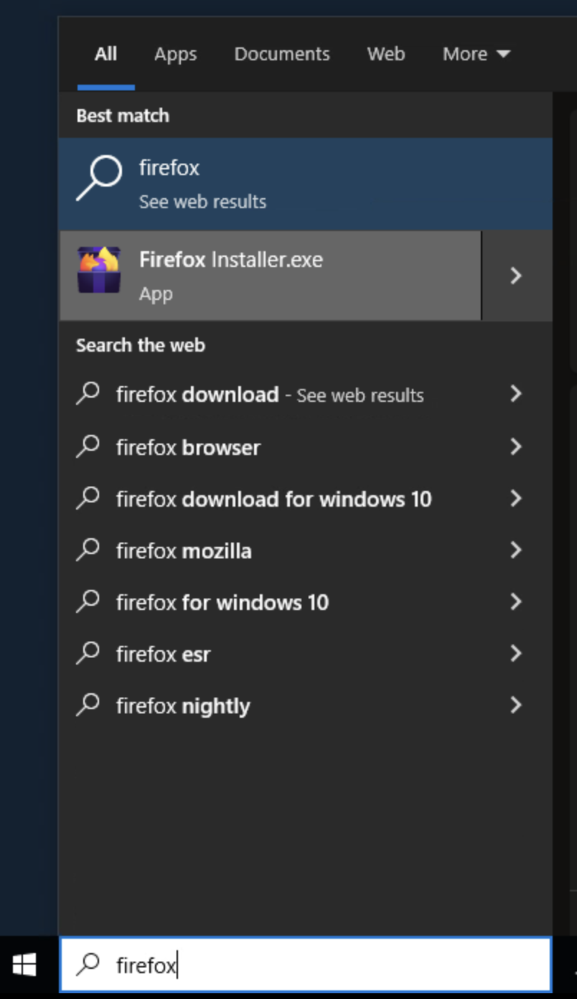 All Apps Documents Web More
Best match
firefox
See web results
Firefox Installer.exe
App
Search the web
firefox download - See web results
firefox browser
firefox download for windows 10
firefox mozilla
firefox for windows 10
firefox esr
firefox nightly
firefox